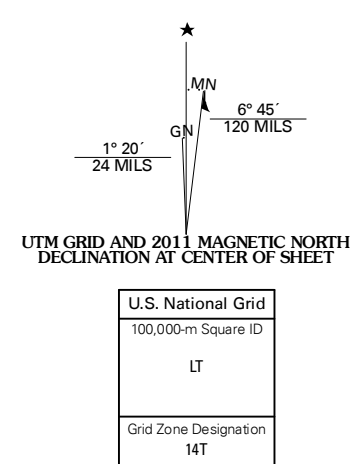 MN
GN
6° 45´
120 MILS
1° 20´
24 MILS
UTM GRID AND 2011 MAGNETIC NORTH
DECLINATION AT CENTER OF SHEET
U.S. National Grid
100,000-m Square ID
LT
Grid Zone Designation
14T